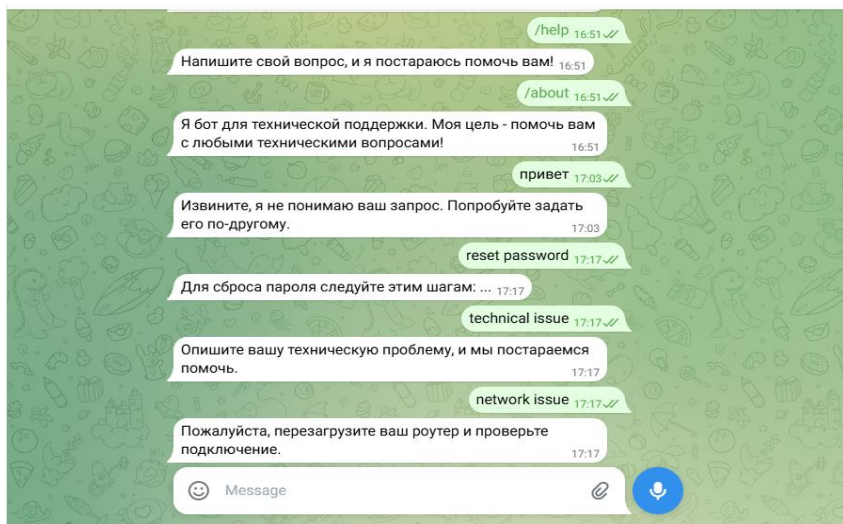 /help 16:51
Напишите свой вопрос, и я постараюсь помочь вам! 16:51
/about 16:51
Я бот для технической поддержки. Моя цель - помочь вам
с любыми техническими вопросами!
16:51
привет 17:03
Извините, я не понимаю ваш запрос. Попробуйте задать
его по-другому.
17:03
reset password 17:17
Для сброса пароля следуйте этим шагам: ... 17:17
technical issue 17:17
Опишите вашу техническую проблему, и мы постараемся
помочь.
17:17
network issue 17:17
Пожалуйста, перезагрузите ваш роутер и проверьте
подключение.
17:17
Message